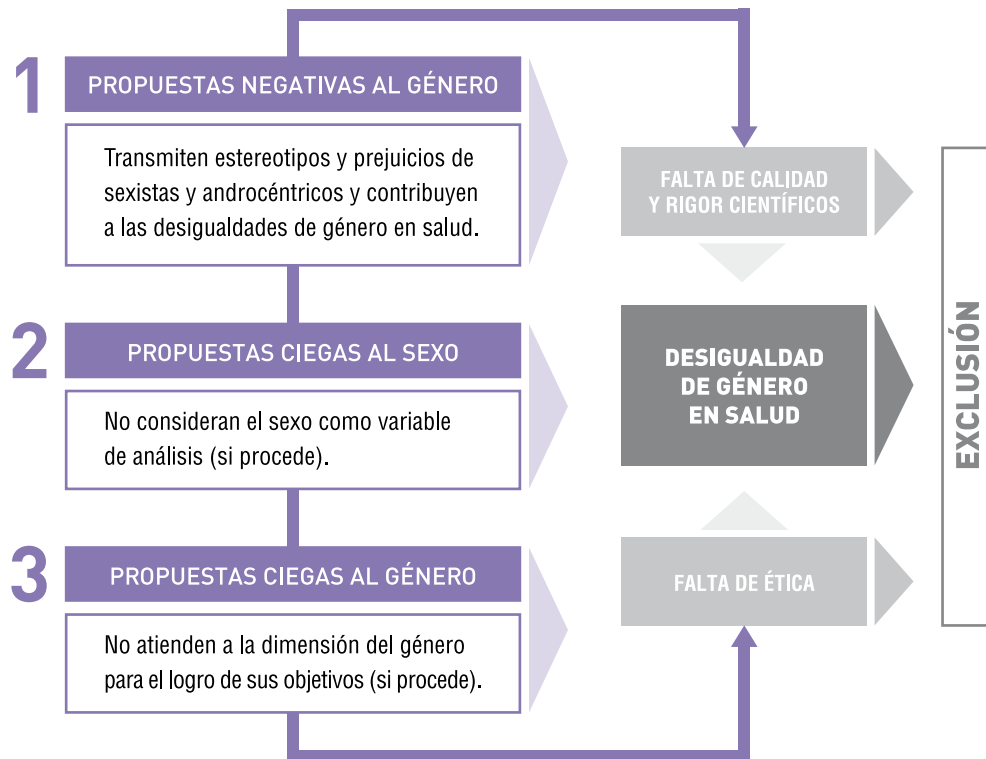 1
PROPUESTAS NEGATIVAS AL GÉNERO
Transmiten estereotipos y prejuicios de
sexistas y androcéntricos y contribuyen
a las desigualdades de género en salud.
2
PROPUESTAS CIEGAS AL SEXO
No consideran el sexo como variable
de análisis (si procede).
3
PROPUESTAS CIEGAS AL GÉNERO
No atienden a la dimensión del género
para el logro de sus objetivos (si procede).
FALTA DE CALIDAD
Y RIGOR CIENTÍFICOS
DESIGUALDAD
DE GÉNERO
EN SALUD
FALTA DE ÉTICA
EXCLUSIÓN